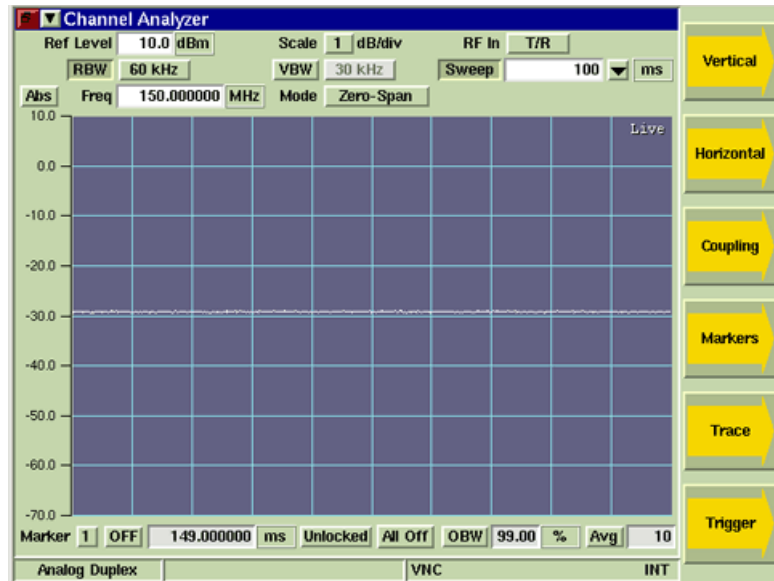 Channel Analyzer
Ref Level 10.0 dBm Scale 1 dB/div RF In T/R
RBW 60 kHz VBW 30 kHz Sweep 100 ms
Abs Freq 150.000000 MHz Mode Zero-Span
Live
10.0
0.0
-10.0
-20.0
-30.0
-40.0
-50.0
-60.0
-70.0
Marker 1 OFF 149.000000 ms Unlocked All Off OBW 99.00 % Avg 10
Analog Duplex VNC INT
Vertical
Horizontal
Coupling
Markers
Trace
Trigger